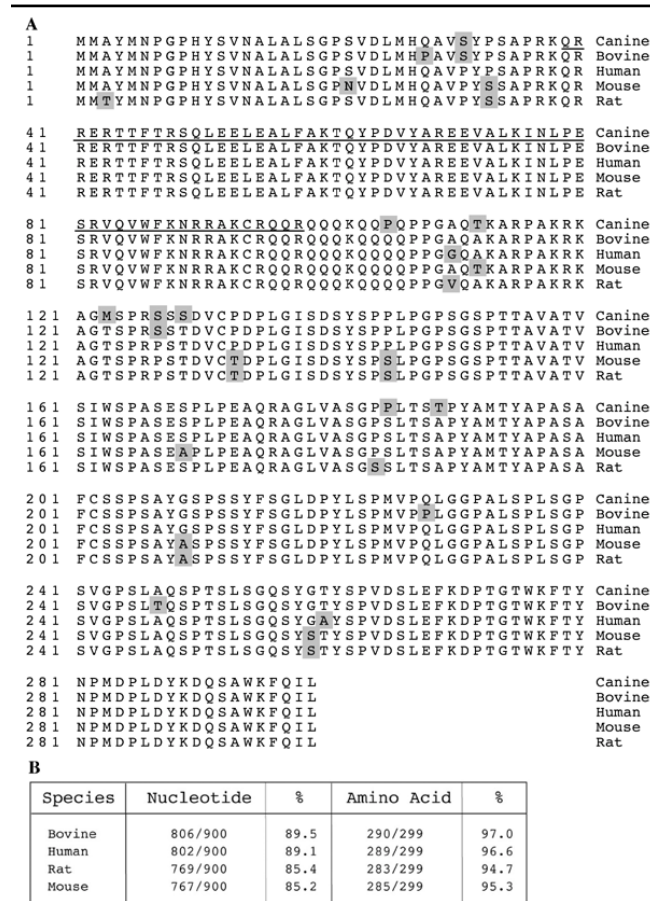 A
1 MMAYMNPGPHYSVNALALSGPSVDLMHQAVSYPSAPRKQR Canine
1 MMAYMNPGPHYSVNALALSGPSVDLMHPAVSYPSAPRKQR Bovine
1 MMAYMNPGPHYSVNALALSGPSVDLMHQAVPYPSAPRKQR Human
1 MMAYMNPGPHYSVNALALSGPNVDLMHQAVPYSSAPRKQR Mouse
1 MMTYMNPGPHYSVNALALSGPSVDLMHQAVPYSSAPRKQR Rat
41 RERTTFTRSQLEELEALFAKTQYPDVYAREEVALKINLPE Canine
41 RERTTFTRSQLEELEALFAKTQYPDVYAREEVALKINLPE Bovine
41 RERTTFTRSQLEELEALFAKTQYPDVYAREEVALKINLPE Human
41 RERTTFTRSQLEELEALFAKTQYPDVYAREEVALKINLPE Mouse
41 RERTTFTRSQLEELEALFAKTQYPDVYAREEVALKINLPE Rat
81 SRVQVWFKNRRAKCRQQRQQQKQQPQPPGAQTKARPAKRK Canine
81 SRVQVWFKNRRAKCRQQRQQQKQQQQPPGAQAKARPAKRK Bovine
81 SRVQVWFKNRRAKCRQQRQQQKQQQQPPGGQAKARPAKRK Human
81 SRVQVWFKNRRAKCRQQRQQQKQQQQPPGAQTKARPAKRK Mouse
81 SRVQVWFKNRRAKCRQQRQQQKQQQQPPGVQAKARPAKRK Rat
121 AGMSPRSSSDVCPDPLGISDSYSPPLPGPSGSPTTAVATV Canine
121 AGTSPRSSTDVCPDPLGISDSYSPPLPGPSGSPTTAVATV Bovine
121 AGTSPRPSTDVCPDPLGISDSYSPPLPGPSGSPTTAVATV Human
121 AGTSPRPSTDVCTDPLGISDSYSPSLPGPSGSPTTAVATV Mouse
121 AGTSPRPSTDVCTDPLGISDSYSPSLPGPSGSPTTAVATV Rat
161 SIWSPASESPLPEAQRAGLVASGPPLTSTPYAMTYAPASA Canine
161 SIWSPASESPLPEAQRAGLVASGPSLTSAPYAMTYAPASA Bovine
161 SIWSPASESPLPEAQRAGLVASGPSLTSAPYAMTYAPASA Human
161 SIWSPASEAPLPEAQRAGLVASGPSLTSAPYAMTYAPASA Mouse
161 SIWSPASESPLPEAQRAGLVASGSSLTSAPYAMTYAPASA Rat
201 FCSSPSAYGSPSSYFSGLDPYLSPMVPQLGGPALSPLSGP Canine
201 FCSSPSAYGSPSSYFSGLDPYLSPMVPPLGGPALSPLSGP Bovine
201 FCSSPSAYGSPSSYFSGLDPYLSPMVPQLGGPALSPLSGP Human
201 FCSSPSAYASPSSYFSGLDPYLSPMVPQLGGPALSPLSGP Mouse
201 FCSSPSAYASPSSYFSGLDPYLSPMVPQLGGPALSPLSGP Rat
241 SVGPSLAQSPTSLSGQSYGTYSPVDSLEFKDPTGTWKFTY Canine
241 SVGPSLTQSPTSLSGQSYGTYSPVDSLEFKDPTGTWKFTY Bovine
241 SVGPSLAQSPTSLSGQSYGAYSPVDSLEFKDPTGTWKFTY Human
241 SVGPSLAQSPTSLSGQSYSTYSPVDSLEFKDPTGTWKFTY Mouse
241 SVGPSLAQSPTSLSGQSYSTYSPVDSLEFKDPTGTWKFTY Rat
281 NPMDPLDYKDQSAWKFQIL Canine
281 NPMDPLDYKDQSAWKFQIL Bovine
281 NPMDPLDYKDQSAWKFQIL Human
281 NPMDPLDYKDQSAWKFQIL Mouse
281 NPMDPLDYKDQSAWKFQIL Rat
B
Species Nucleotide % Amino Acid %
Bovine 806/900 89.5 290/299 97.0
Human 802/900 89.1 289/299 96.6
Rat 769/900 85.4 283/299 94.7
Mouse 767/900 85.2 285/299 95.3